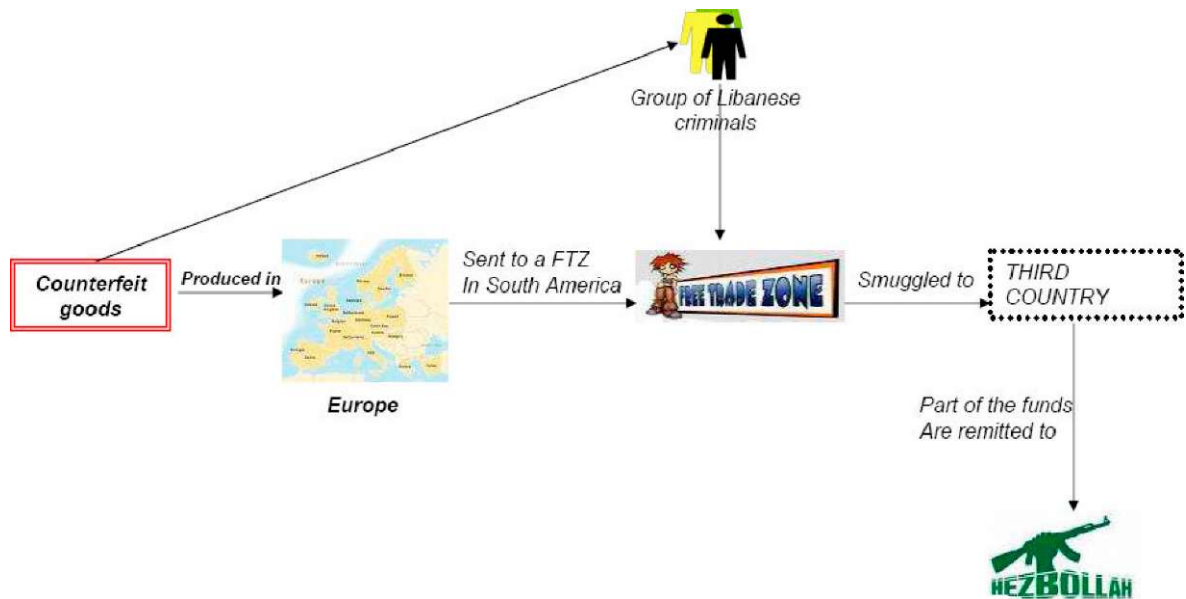 Group of Libanese
criminals
Counterfeit
goods
Produced in
Europe
Europe
Sent to a FTZ
In South America
FREE TRADE ZONE
Smuggled to
THIRD
COUNTRY
Part of the funds
Are remitted to
HEZBOLLAH